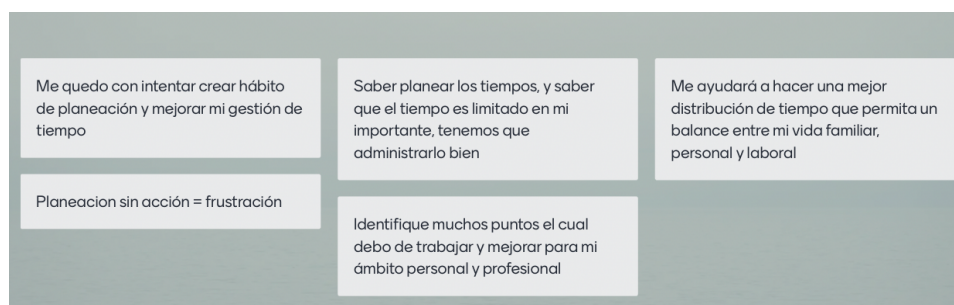 Me quedo con intentar crear hábito
de planeación y mejorar mi gestión de
tiempo
Planeacion sin acción = frustración
Saber planear los tiempos, y saber
que el tiempo es limitado en mi
importante, tenemos que
administrarlo bien
Identifique muchos puntos el cual
debo de trabajar y mejorar para mi
ámbito personal y profesional
Me ayudará a hacer una mejor
distribución de tiempo que permita un
balance entre mi vida familiar,
personal y laboral